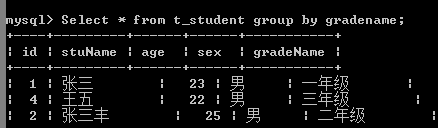 mysql> Select * from t_student group by gradename;
+----+---------+------+------+-----------+
| id | stuName | age | sex | gradeName |
+----+---------+------+------+-----------+
| 1 | 张三 | 23 | 男 | 一年级 |
| 4 | 王五 | 22 | 男 | 三年级 |
| 2 | 张三丰 | 25 | 男 | 二年级 |